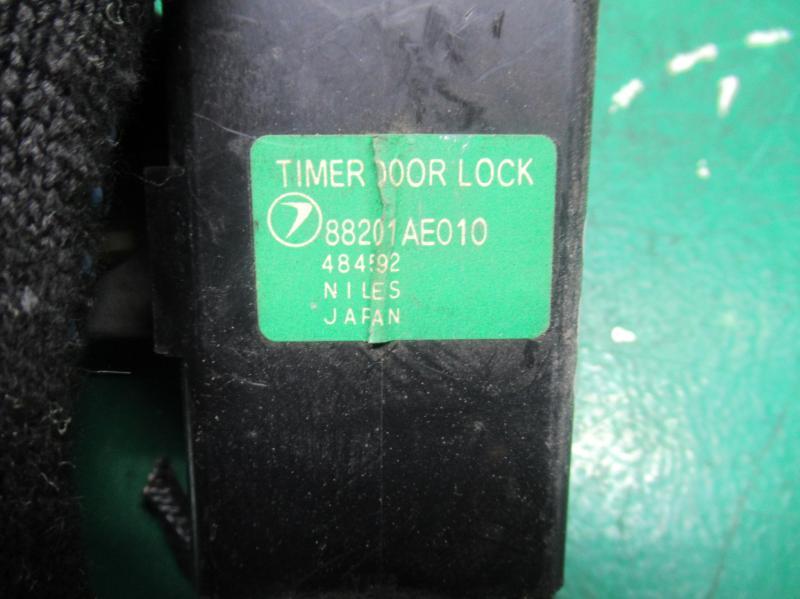 TIMER DOOR LOCK
88201AE010
484592
NILES
JAPAN